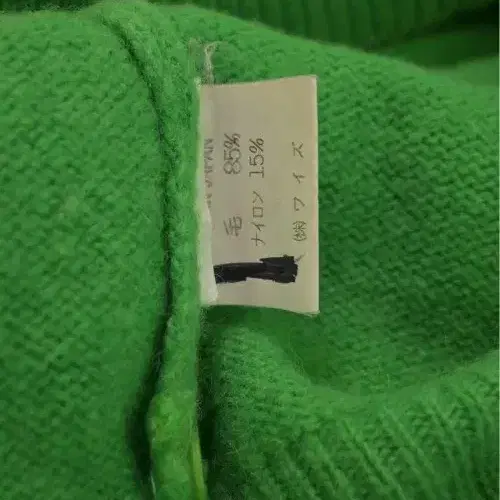 毛 85%
ナイロン 15%
(株) ワイズ